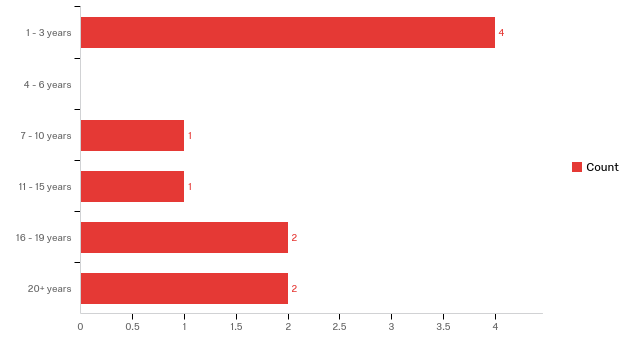 1 - 3 years
4
4 - 6 years
7 - 10 years
1
11 - 15 years
1
16 - 19 years
2
20+ years
2
0 0.5 1 1.5 2 2.5 3 3.5 4
Count